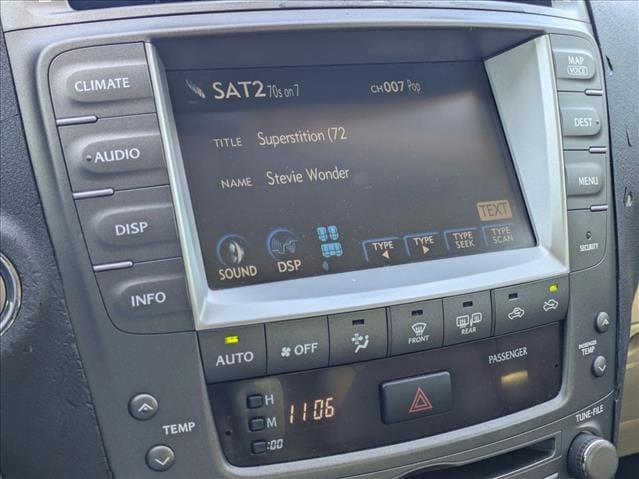 CLIMATE
AUDIO
DISP
INFO
SAT2 70s on 7 CH007 Pop
TITLE Superstition (72
NAME Stevie Wonder
TEXT
SOUND
DSP
TYPE ◄
TYPE ►
TYPE SEEK
TYPE SCAN
MAP
VOICE
DEST
MENU
SECURITY
AUTO
OFF
FRONT
REAR
PASSENGER
PASSENGER TEMP
TEMP
H
M
:00
1106
TUNE·FILE